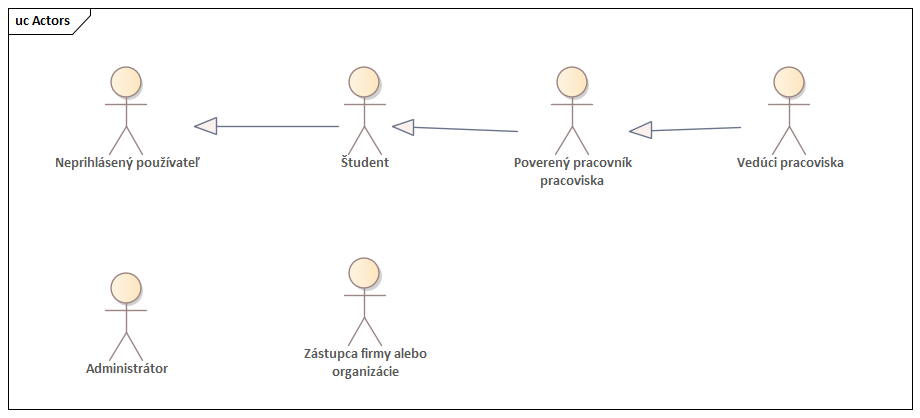 uc Actors
Neprihlásený používateľ
Študent
Poverený pracovník
pracoviska
Vedúci pracoviska
Administrátor
Zástupca firmy alebo
organizácie